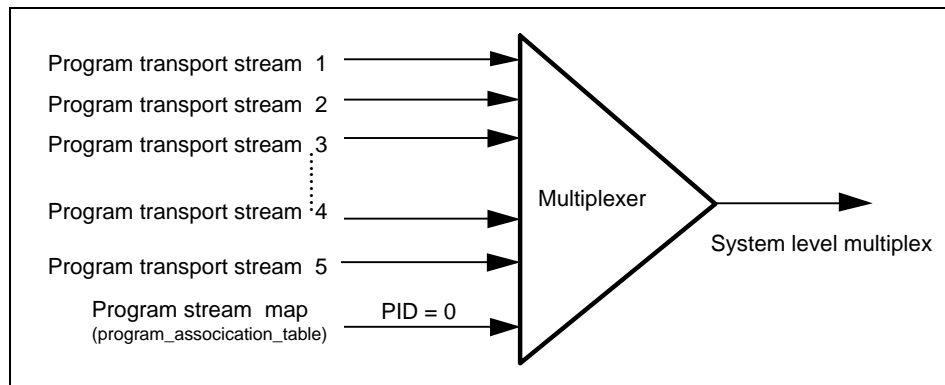 Program transport stream 1
Program transport stream 2
Program transport stream 3
Program transport stream 4
Program transport stream 5
Program stream map
(program_assocication_table)
PID = 0
Multiplexer
System level multiplex